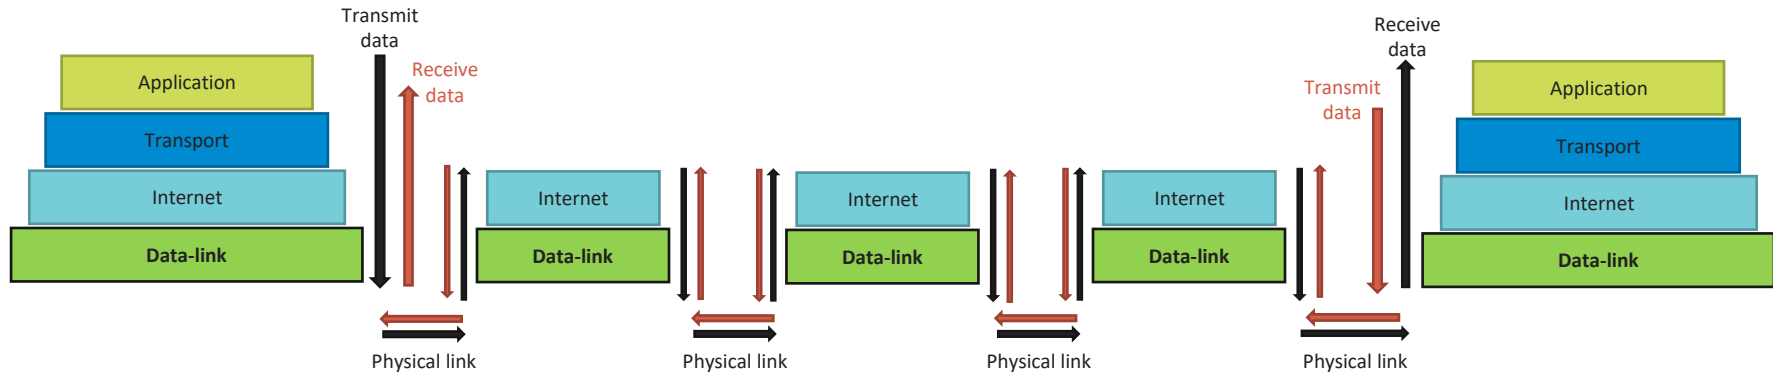 Transmit
data
Receive
data
Application
Transport
Internet
Data-link
Physical link
Internet
Data-link
Physical link
Internet
Data-link
Physical link
Internet
Data-link
Physical link
Transmit
data
Receive
data
Application
Transport
Internet
Data-link